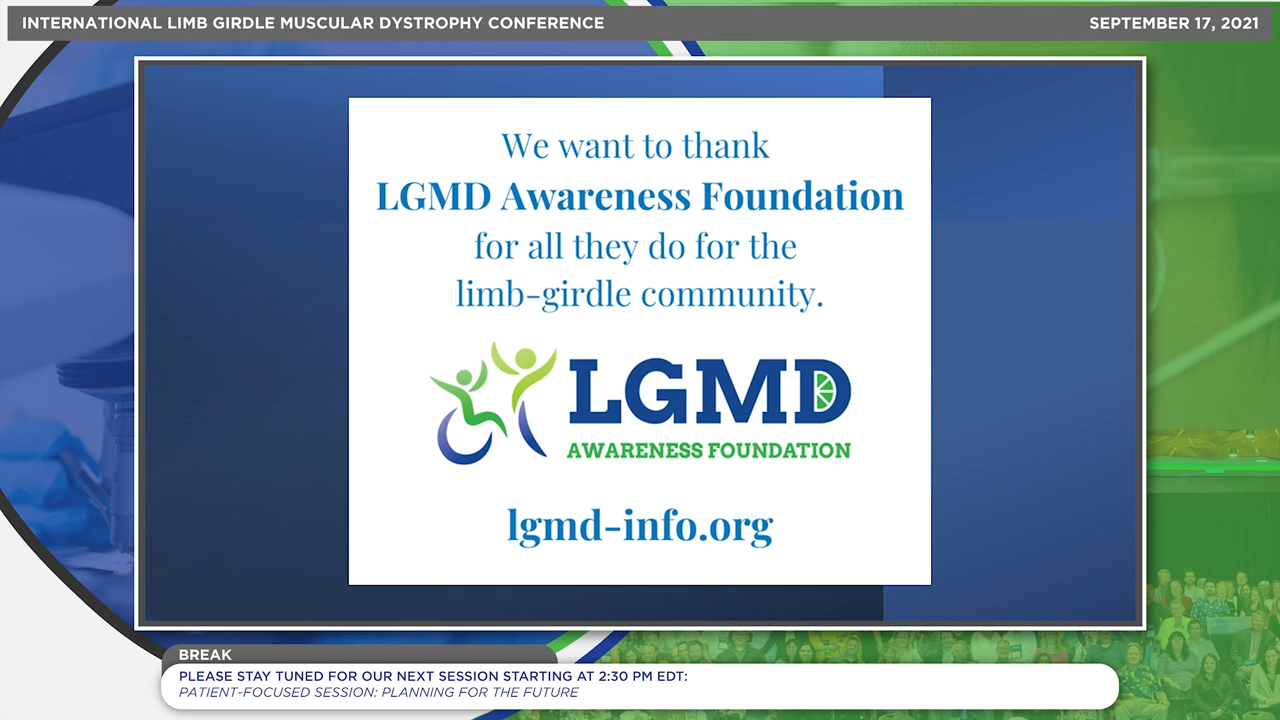 INTERNATIONAL LIMB GIRDLE MUSCULAR DYSTROPHY CONFERENCE
SEPTEMBER 17, 2021
We want to thank
LGMD Awareness Foundation
for all they do for the
limb-girdle community.
LGMD
AWARENESS FOUNDATION
lgmd-info.org
BREAK
PLEASE STAY TUNED FOR OUR NEXT SESSION STARTING AT 2:30 PM EDT:
PATIENT-FOCUSED SESSION: PLANNING FOR THE FUTURE